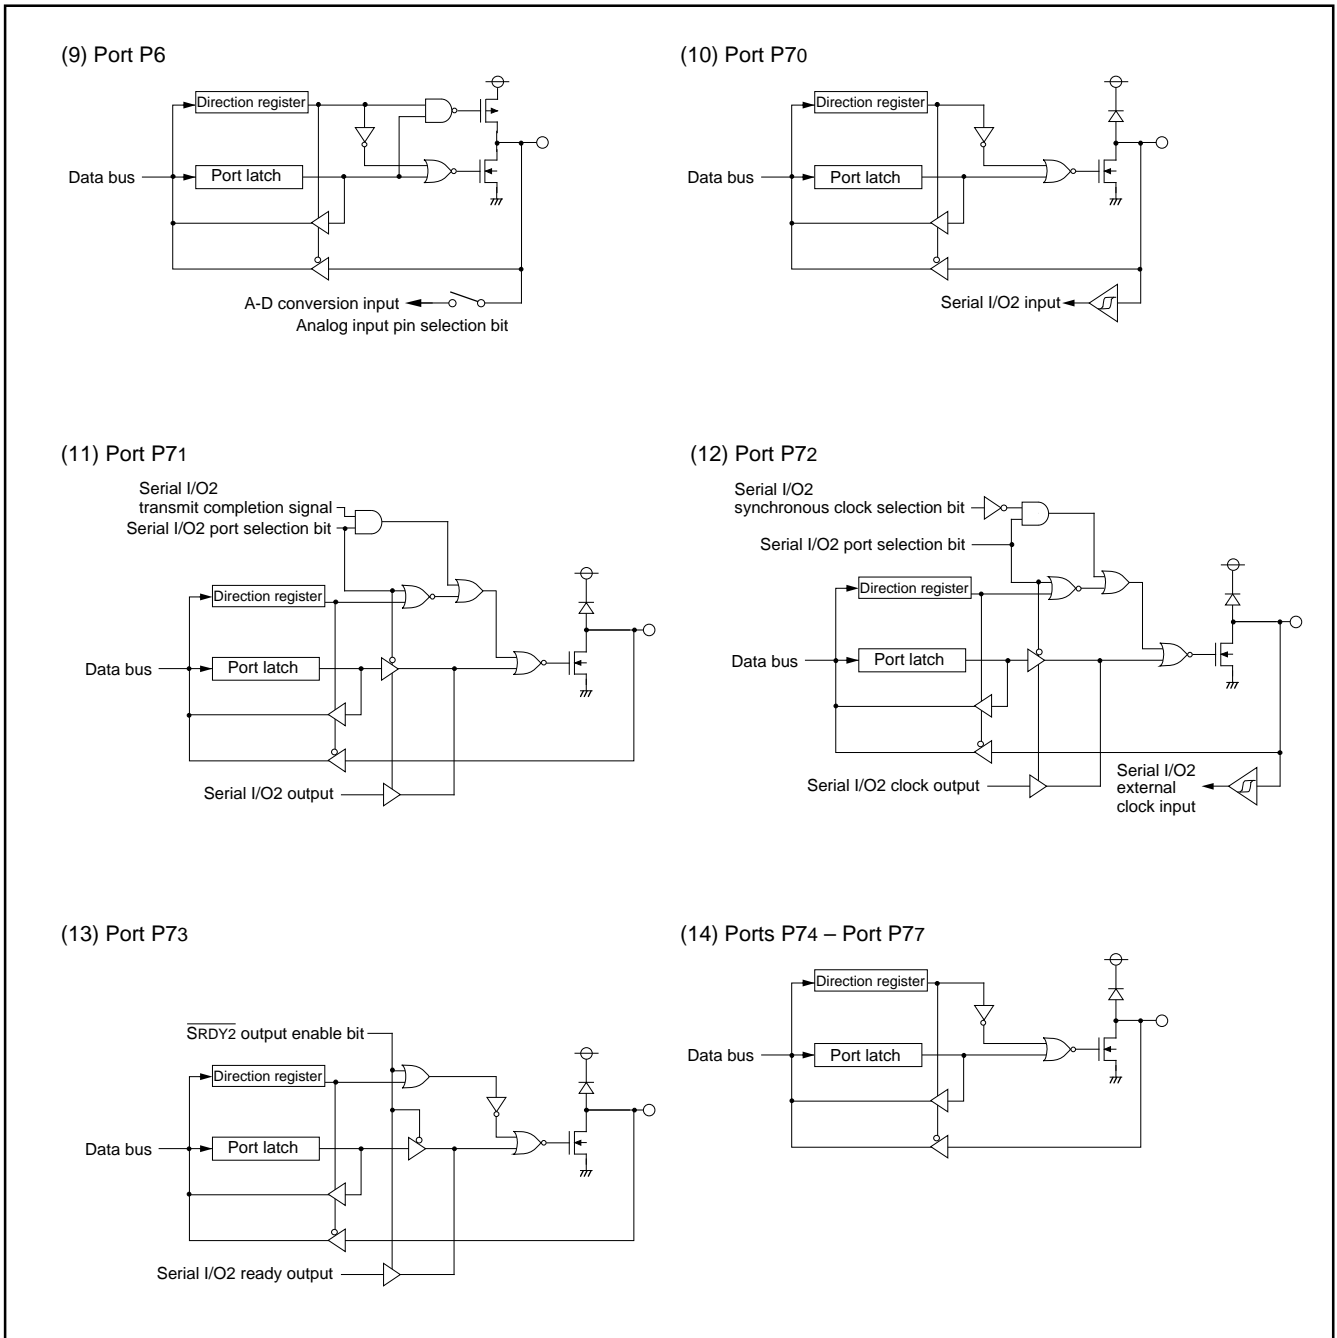 (9) Port P6
Direction register
Data bus
Port latch
A-D conversion input
Analog input pin selection bit
(10) Port P70
Direction register
Data bus
Port latch
Serial I/O2 input
(11) Port P71
Serial I/O2
transmit completion signal
Serial I/O2 port selection bit
Direction register
Data bus
Port latch
Serial I/O2 output
(12) Port P72
Serial I/O2
synchronous clock selection bit
Serial I/O2 port selection bit
Direction register
Data bus
Port latch
Serial I/O2 clock output
Serial I/O2
external
clock input
(13) Port P73
SRDY2 output enable bit
Direction register
Data bus
Port latch
Serial I/O2 ready output
(14) Ports P74 – Port P77
Direction register
Data bus
Port latch